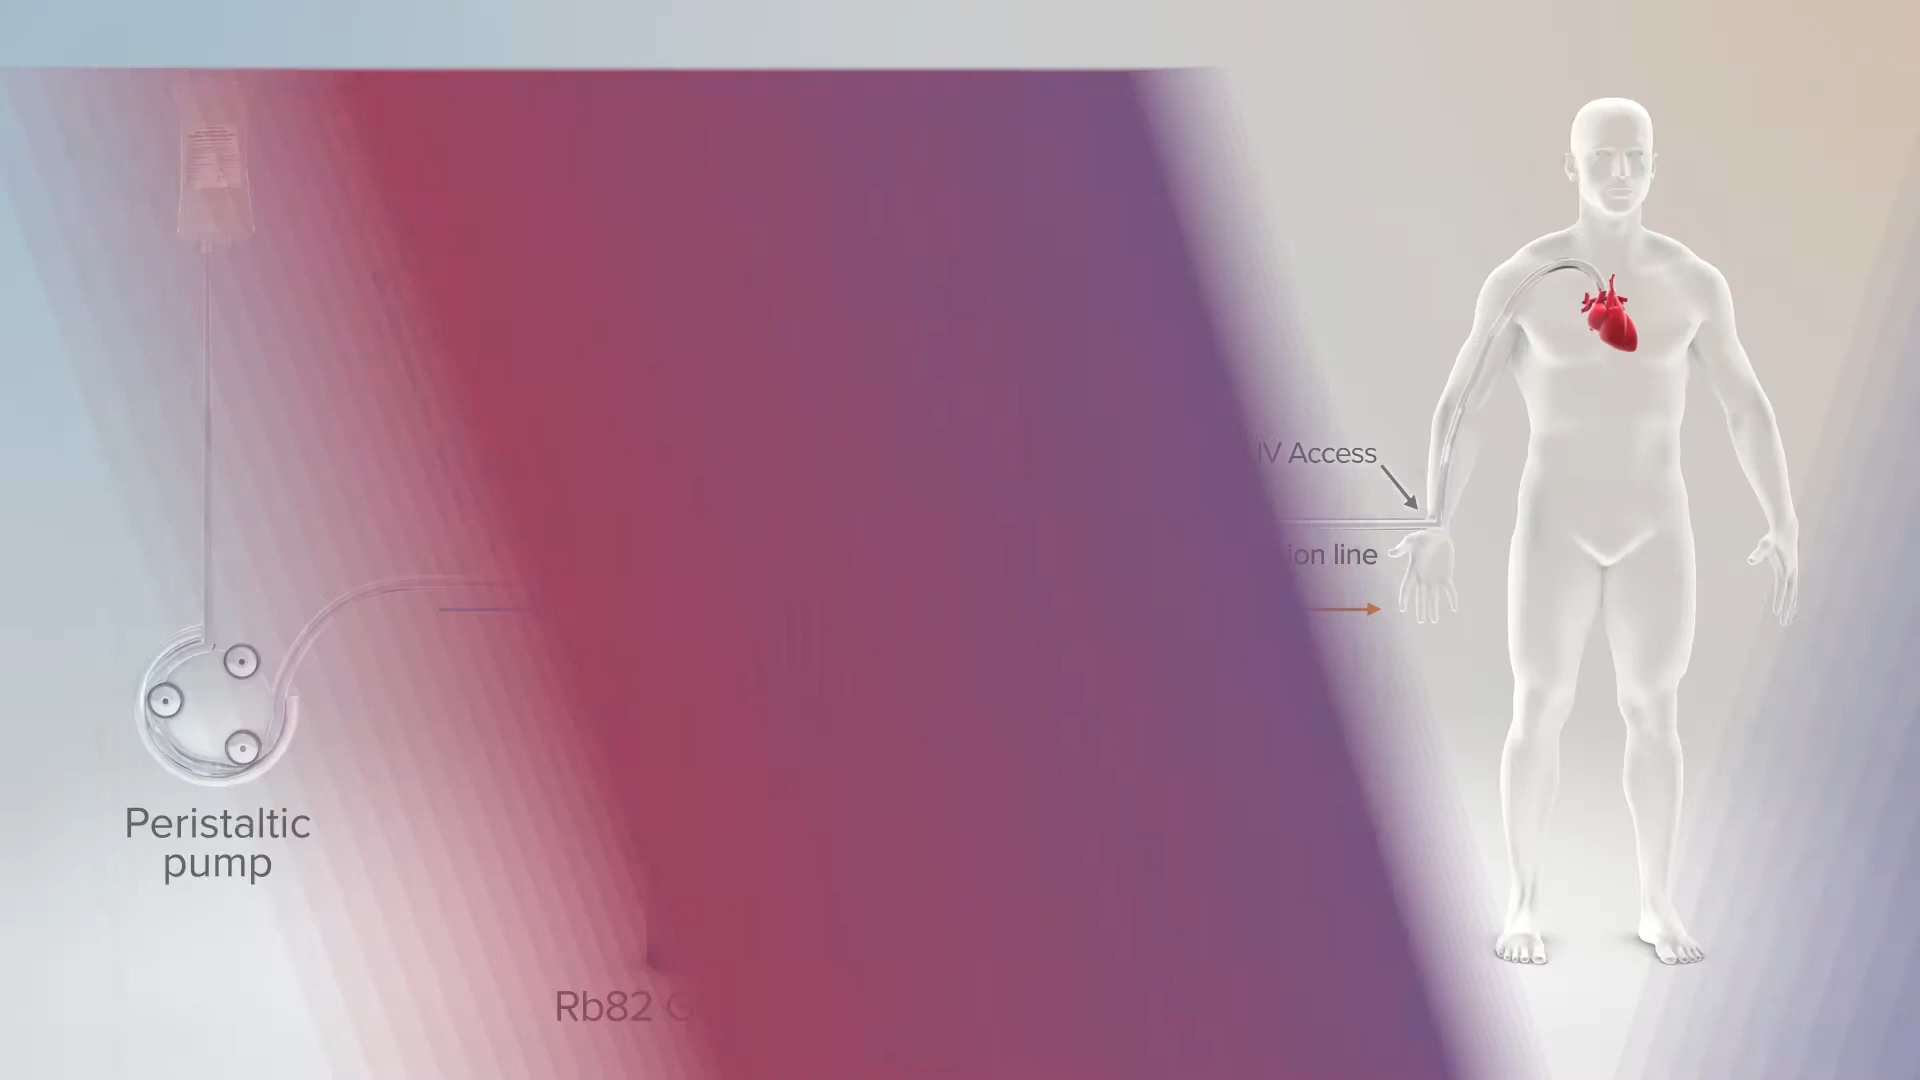 IV Access
ion line
Peristaltic
pump
Rb82